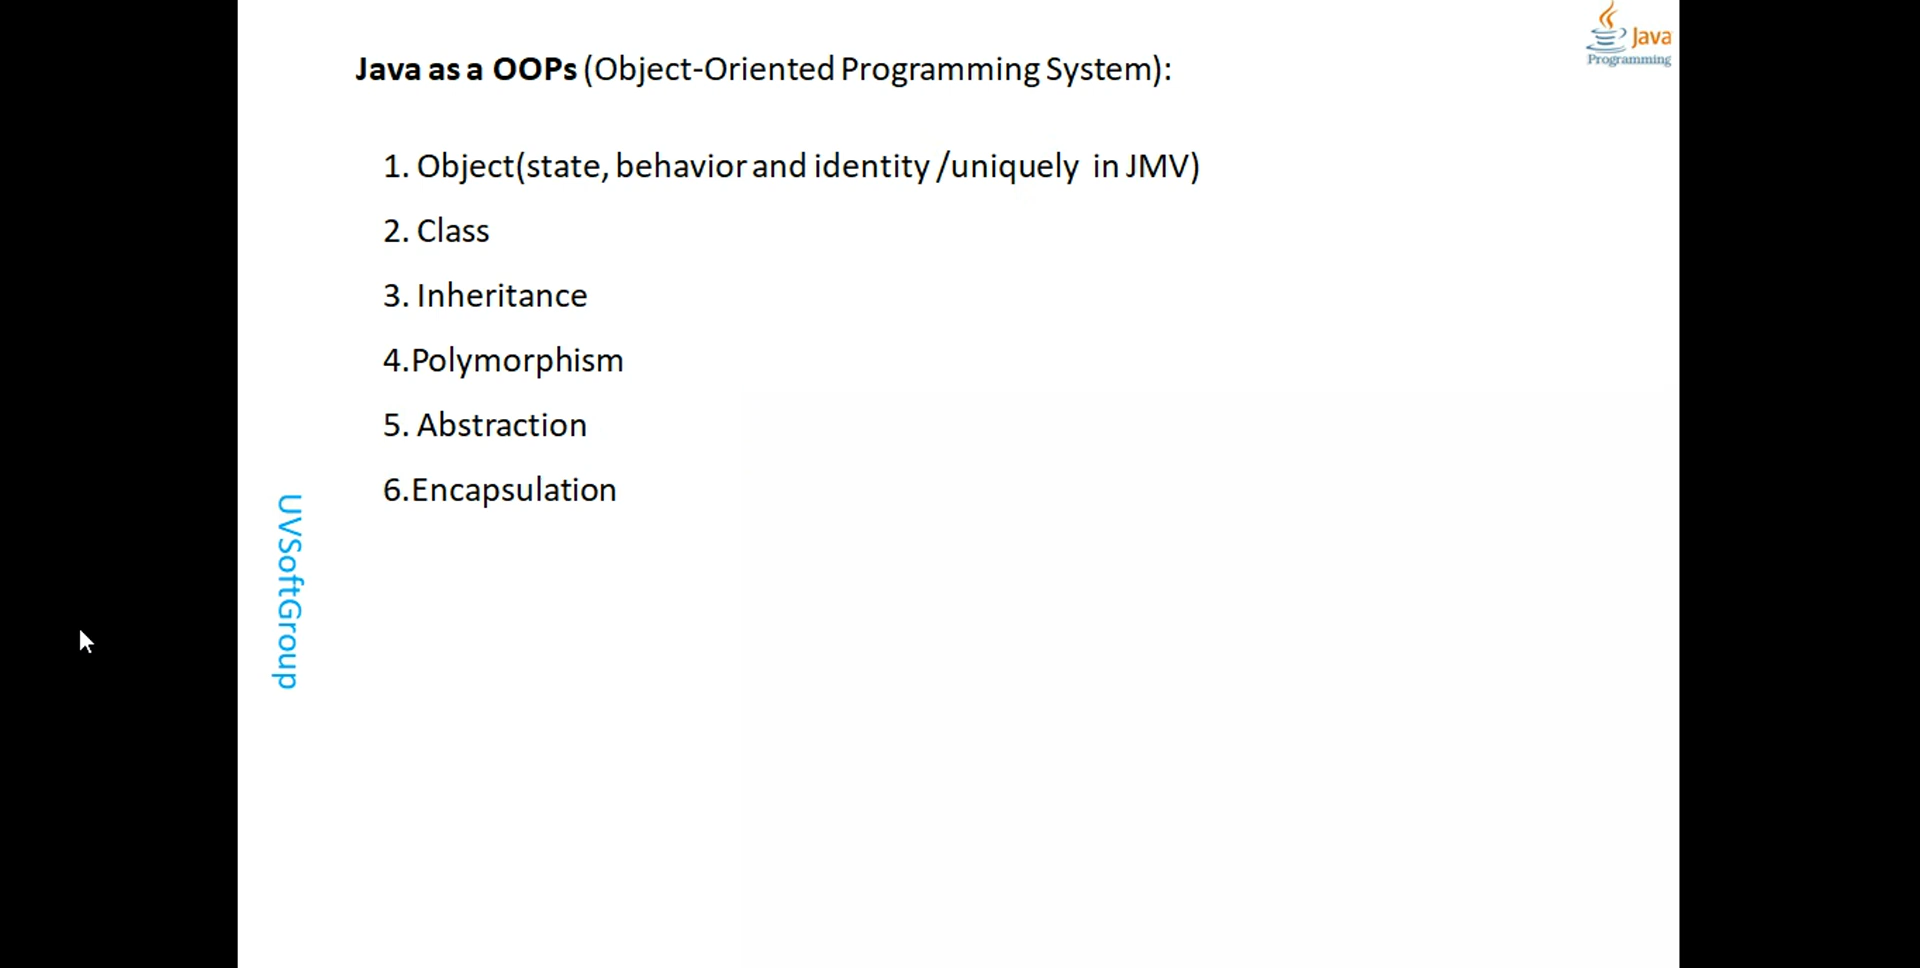 Java
Programming
Java as a OOPs (Object-Oriented Programming System):
1. Object(state, behavior and identity /uniquely in JMV)
2. Class
3. Inheritance
4.Polymorphism
5. Abstraction
6.Encapsulation
UVSoftGroup